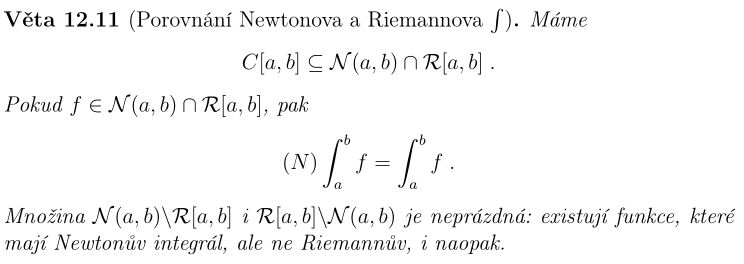 Věta 12.11 (Porovnání Newtonova a Riemannova ∫). Máme
C[a, b] ⊆ 𝒩(a, b) ∩ ℛ[a, b] .
Pokud f ∈ 𝒩(a, b) ∩ ℛ[a, b], pak
(N) ∫_a^b f = ∫_a^b f .
Množina 𝒩(a, b)\ℛ[a, b] i ℛ[a, b]\𝒩(a, b) je neprázdná: existují funkce, které
mají Newtonův integrál, ale ne Riemannův, i naopak.